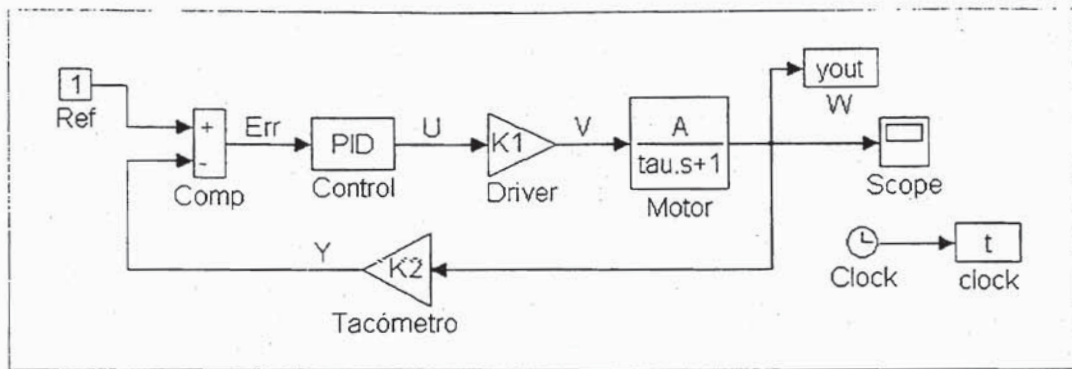 1
Ref
+
-
Comp
Err
PID
Control
U
K1
Driver
V
A
tau.s+1
Motor
yout
W
Scope
Y
K2
Tacómetro
Clock
t
clock